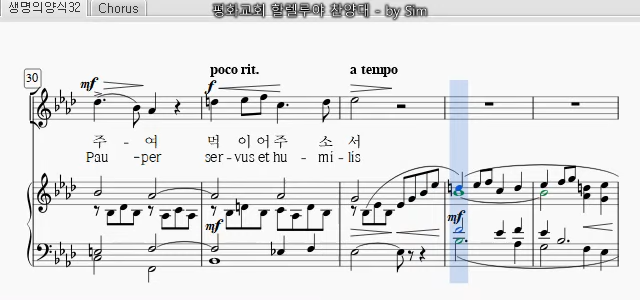 생명의양식32 Chorus 평화교회 할렐루야 찬양대 - by Sim
30 mf poco rit. f a tempo
주 - 여 먹 이어주 소 서
Pau - per ser - vus et hu - mi - lis
mf mf